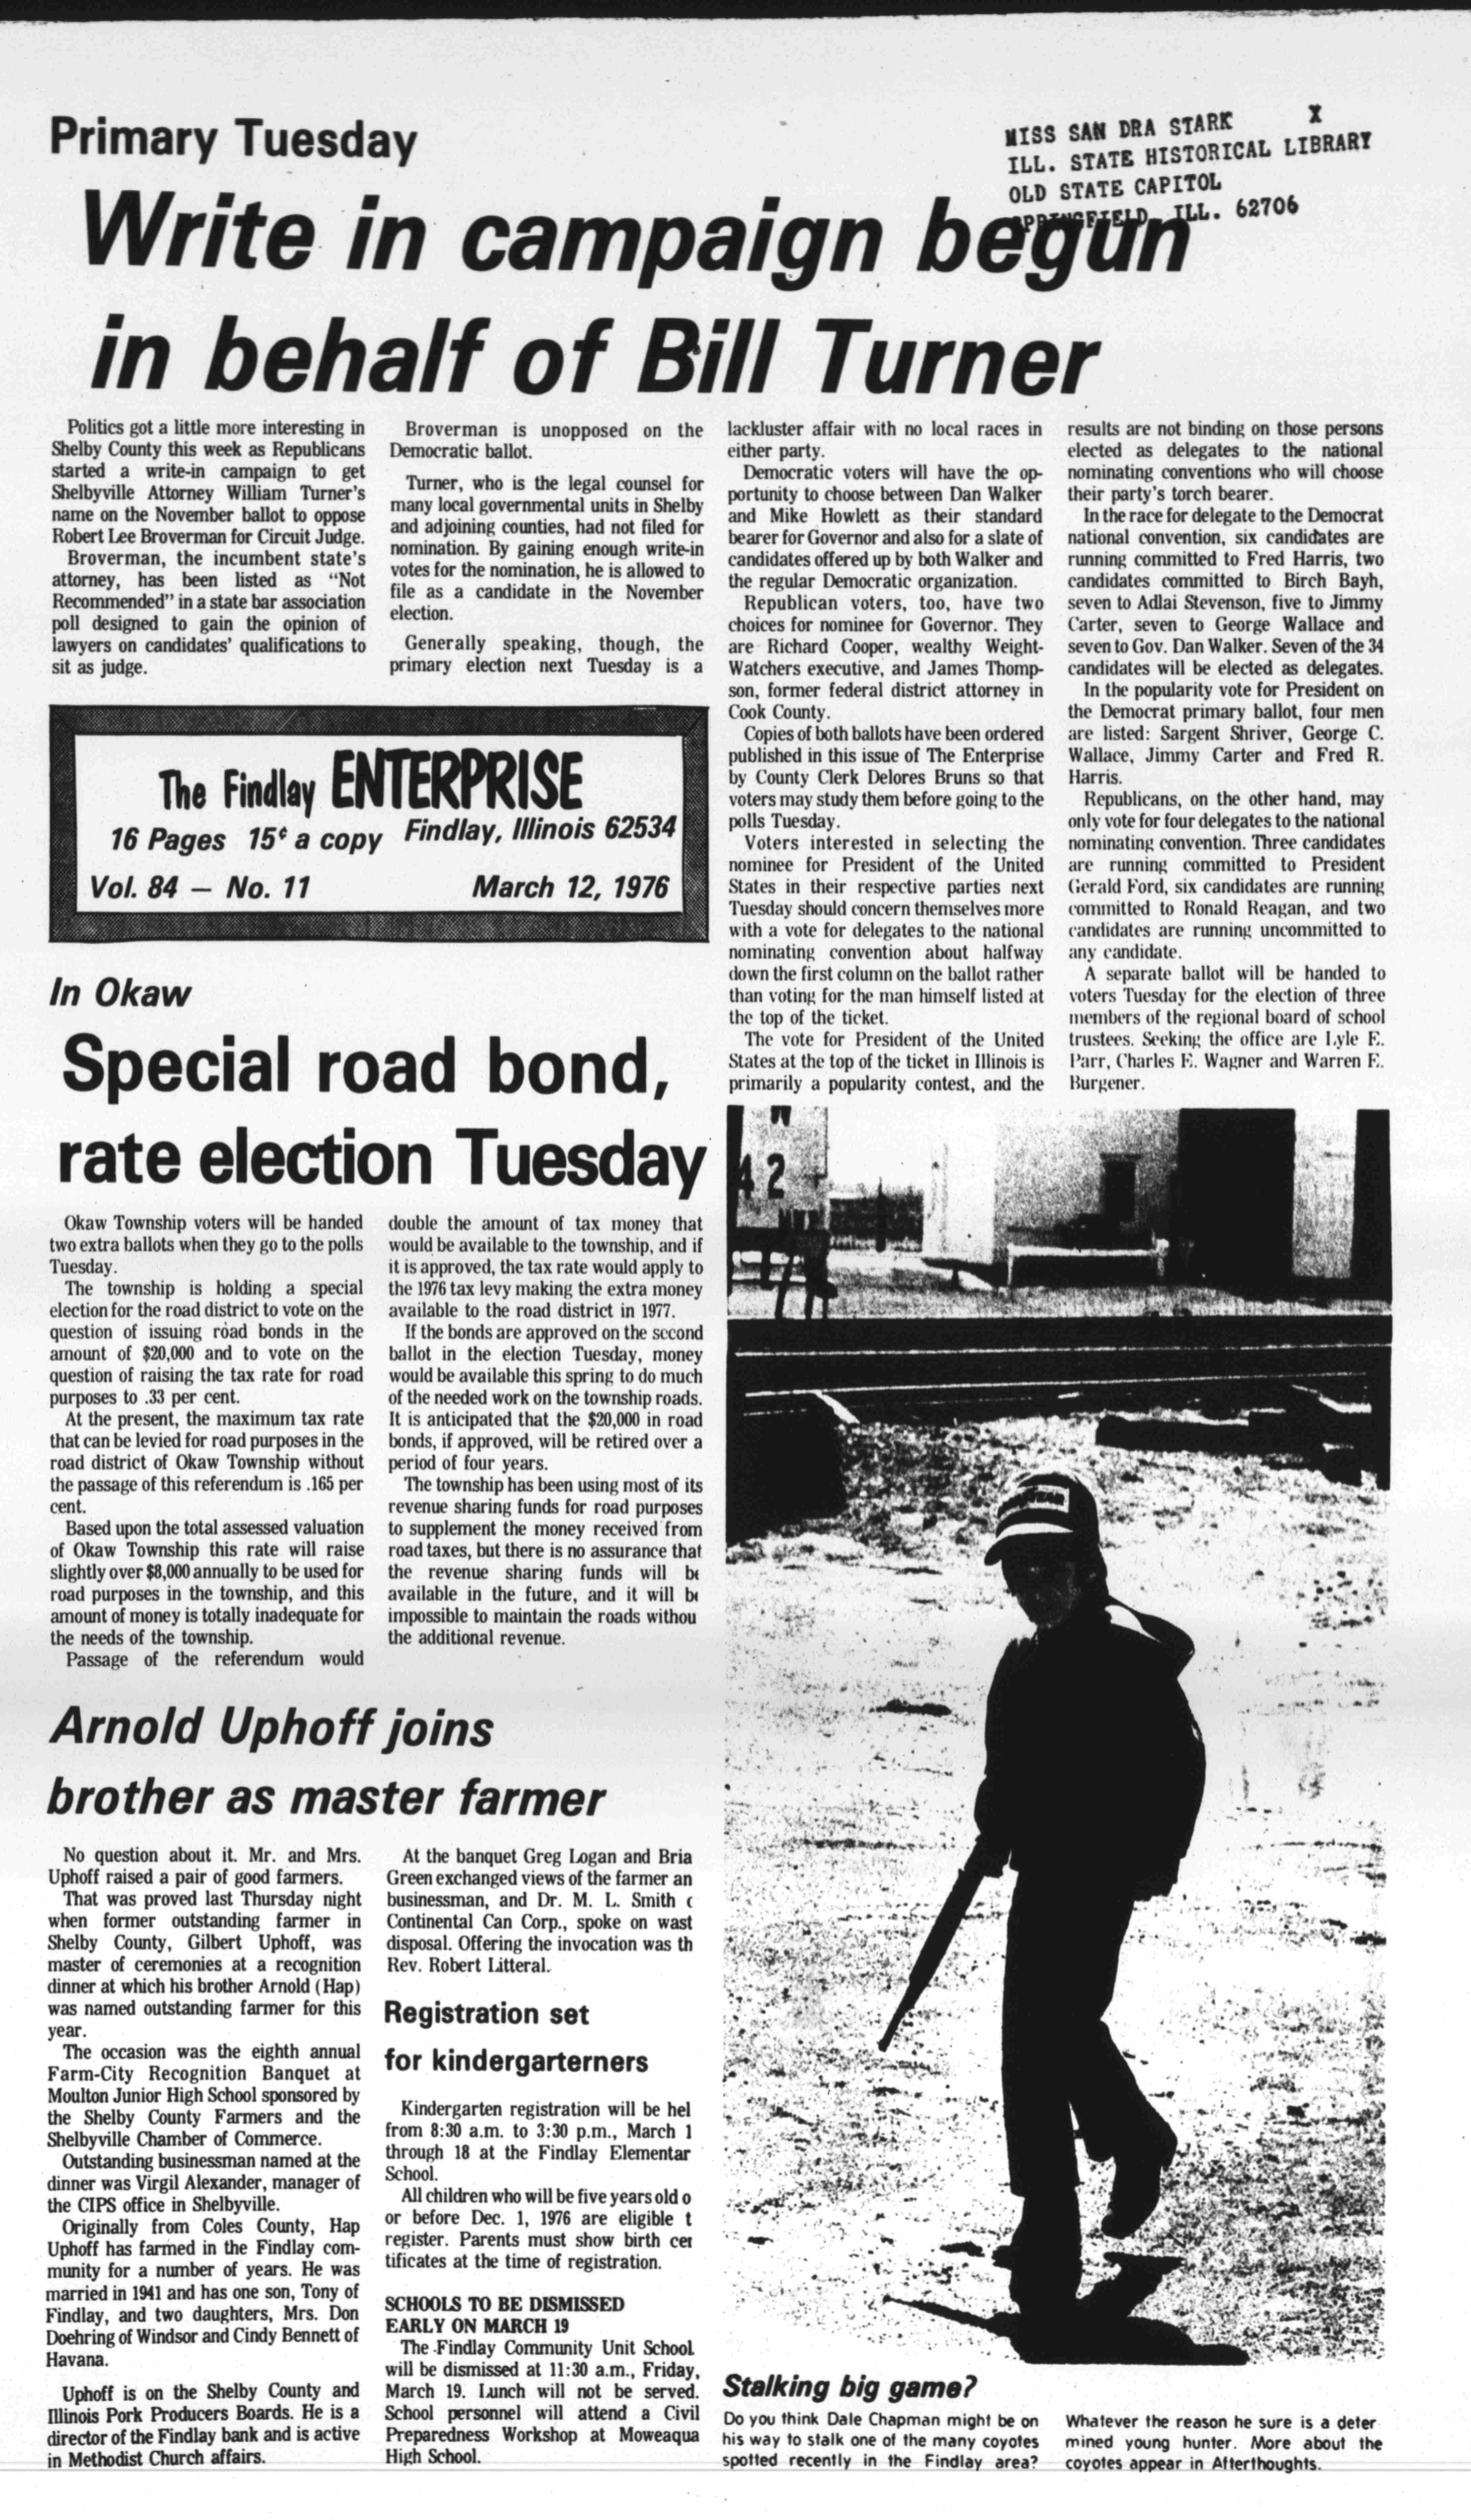 MISS SAN DRA STARK X
ILL. STATE HISTORICAL LIBRARY
OLD STATE CAPITOL
SPRINGFIELD, ILL. 62706
Primary Tuesday
Write in campaign begun
in behalf of Bill Turner
Politics got a little more interesting in
Shelby County this week as Republicans
started a write-in campaign to get
Shelbyville Attorney William Turner's
name on the November ballot to oppose
Robert Lee Broverman for Circuit Judge.
Broverman, the incumbent state's
attorney, has been listed as "Not
Recommended" in a state bar association
poll designed to gain the opinion of
lawyers on candidates' qualifications to
sit as judge.
Broverman is unopposed on the
Democratic ballot.
Turner, who is the legal counsel for
many local governmental units in Shelby
and adjoining counties, had not filed for
nomination. By gaining enough write-in
votes for the nomination, he is allowed to
file as a candidate in the November
election.
Generally speaking, though, the
primary election next Tuesday is a
lackluster affair with no local races in
either party.
Democratic voters will have the op-
portunity to choose between Dan Walker
and Mike Howlett as their standard
bearer for Governor and also for a slate of
candidates offered up by both Walker and
the regular Democratic organization.
Republican voters, too, have two
choices for nominee for Governor. They
are Richard Cooper, wealthy Weight-
Watchers executive, and James Thomp-
son, former federal district attorney in
Cook County.
Copies of both ballots have been ordered
published in this issue of The Enterprise
by County Clerk Delores Bruns so that
voters may study them before going to the
polls Tuesday.
Voters interested in selecting the
nominee for President of the United
States in their respective parties next
Tuesday should concern themselves more
with a vote for delegates to the national
nominating convention about halfway
down the first column on the ballot rather
than voting for the man himself listed at
the top of the ticket.
The vote for President of the United
States at the top of the ticket in Illinois is
primarily a popularity contest, and the
results are not binding on those persons
elected as delegates to the national
nominating conventions who will choose
their party's torch bearer.
In the race for delegate to the Democrat
national convention, six candidates are
running committed to Fred Harris, two
candidates committed to Birch Bayh,
seven to Adlai Stevenson, five to Jimmy
Carter, seven to George Wallace and
seven to Gov. Dan Walker. Seven of the 34
candidates will be elected as delegates.
In the popularity vote for President on
the Democrat primary ballot, four men
are listed: Sargent Shriver, George C.
Wallace, Jimmy Carter and Fred R.
Harris.
Republicans, on the other hand, may
only vote for four delegates to the national
nominating convention. Three candidates
are running committed to President
Gerald Ford, six candidates are running
committed to Ronald Reagan, and two
candidates are running uncommitted to
any candidate.
A separate ballot will be handed to
voters Tuesday for the election of three
members of the regional board of school
trustees. Seeking the office are Lyle E.
Parr, Charles E. Wagner and Warren E.
Burgener.
The Findlay ENTERPRISE
16 Pages 15¢ a copy Findlay, Illinois 62534
Vol. 84 — No. 11 March 12, 1976
In Okaw
Special road bond,
rate election Tuesday
Okaw Township voters will be handed
two extra ballots when they go to the polls
Tuesday.
The township is holding a special
election for the road district to vote on the
question of issuing road bonds in the
amount of $20,000 and to vote on the
question of raising the tax rate for road
purposes to .33 per cent.
At the present, the maximum tax rate
that can be levied for road purposes in the
road district of Okaw Township without
the passage of this referendum is .165 per
cent.
Based upon the total assessed valuation
of Okaw Township this rate will raise
slightly over $8,000 annually to be used for
road purposes in the township, and this
amount of money is totally inadequate for
the needs of the township.
Passage of the referendum would
double the amount of tax money that
would be available to the township, and if
it is approved, the tax rate would apply to
the 1976 tax levy making the extra money
available to the road district in 1977.
If the bonds are approved on the second
ballot in the election Tuesday, money
would be available this spring to do much
of the needed work on the township roads.
It is anticipated that the $20,000 in road
bonds, if approved, will be retired over a
period of four years.
The township has been using most of its
revenue sharing funds for road purposes
to supplement the money received from
road taxes, but there is no assurance that
the revenue sharing funds will be
available in the future, and it will be
impossible to maintain the roads withou
the additional revenue.
42
Arnold Uphoff joins
brother as master farmer
No question about it. Mr. and Mrs.
Uphoff raised a pair of good farmers.
That was proved last Thursday night
when former outstanding farmer in
Shelby County, Gilbert Uphoff, was
master of ceremonies at a recognition
dinner at which his brother Arnold (Hap)
was named outstanding farmer for this
year.
The occasion was the eighth annual
Farm-City Recognition Banquet at
Moulton Junior High School sponsored by
the Shelby County Farmers and the
Shelbyville Chamber of Commerce.
Outstanding businessman named at the
dinner was Virgil Alexander, manager of
the CIPS office in Shelbyville.
Originally from Coles County, Hap
Uphoff has farmed in the Findlay com-
munity for a number of years. He was
married in 1941 and has one son, Tony of
Findlay, and two daughters, Mrs. Don
Doehring of Windsor and Cindy Bennett of
Havana.
Uphoff is on the Shelby County and
Illinois Pork Producers Boards. He is a
director of the Findlay bank and is active
in Methodist Church affairs.
At the banquet Greg Logan and Bria
Green exchanged views of the farmer an
businessman, and Dr. M. L. Smith
Continental Can Corp., spoke on wast
disposal. Offering the invocation was th
Rev. Robert Litteral.
Registration set
for kindergarterners
Kindergarten registration will be hel
from 8:30 a.m. to 3:30 p.m., March 1
through 18 at the Findlay Elementar
School.
All children who will be five years old o
or before Dec. 1, 1976 are eligible t
register. Parents must show birth cer
tificates at the time of registration.
SCHOOLS TO BE DISMISSED
EARLY ON MARCH 19
The Findlay Community Unit School
will be dismissed at 11:30 a.m., Friday,
March 19. Lunch will not be served.
School personnel will attend a Civil
Preparedness Workshop at Moweaqua
High School.
Stalking big game?
Do you think Dale Chapman might be on
his way to stalk one of the many coyotes
spotted recently in the Findlay area?
Whatever the reason he sure is a deter
mined young hunter. More about the
coyotes appear in Afterthoughts.